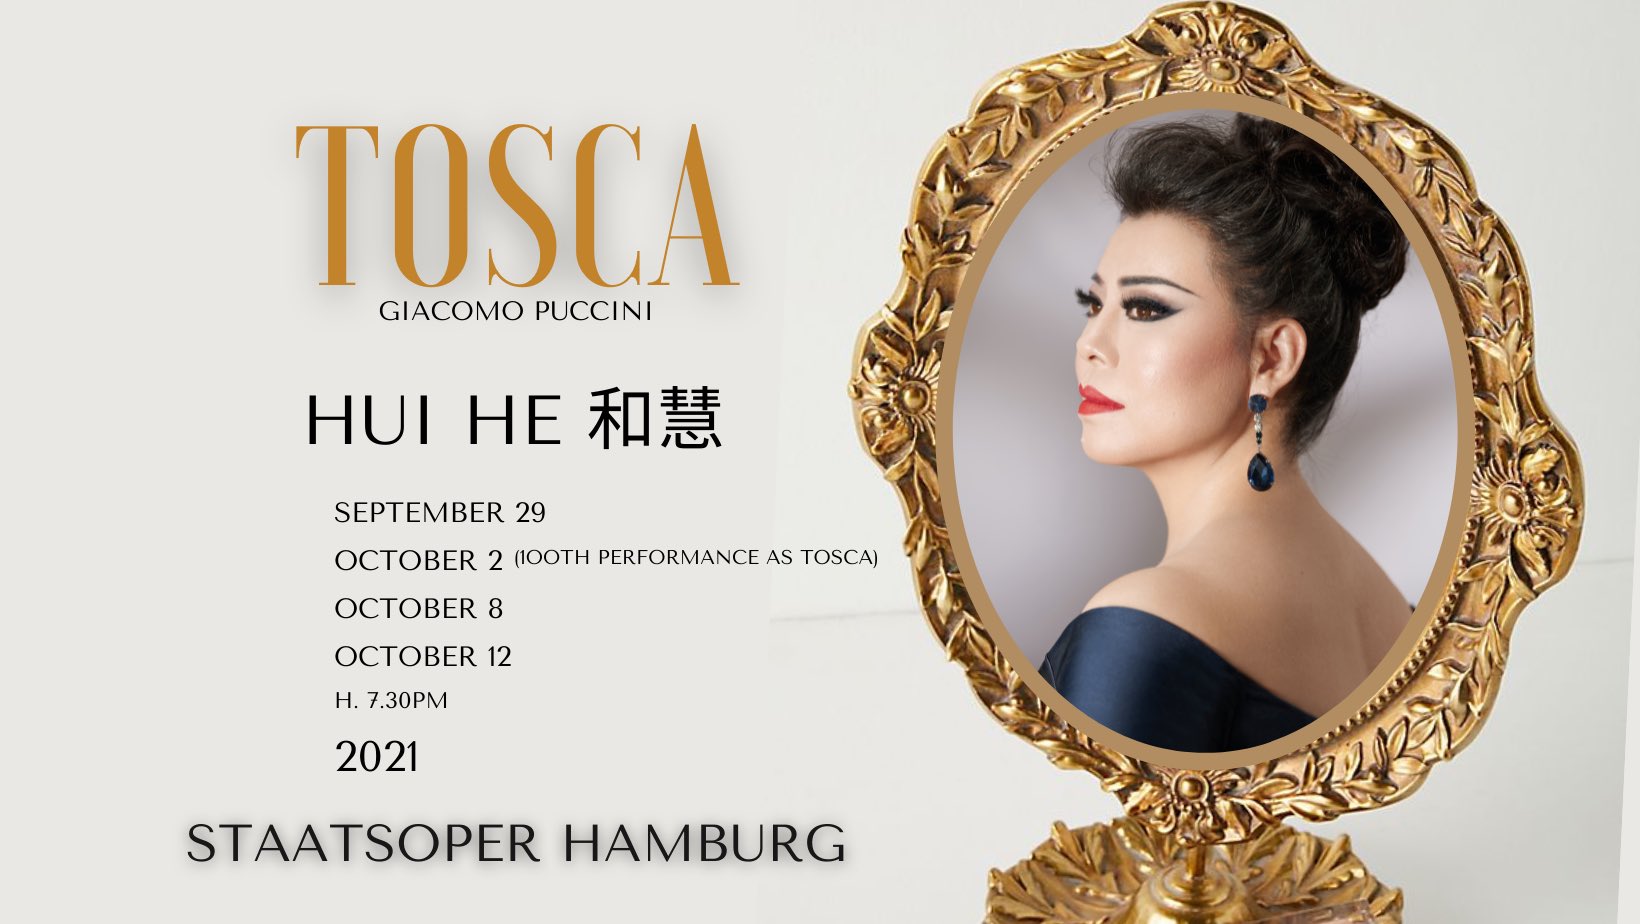 TOSCA
GIACOMO PUCCINI
HUI HE 和慧
SEPTEMBER 29
OCTOBER 2 (100TH PERFORMANCE AS TOSCA)
OCTOBER 8
OCTOBER 12
H. 7.30PM
2021
STAATSOPER HAMBURG